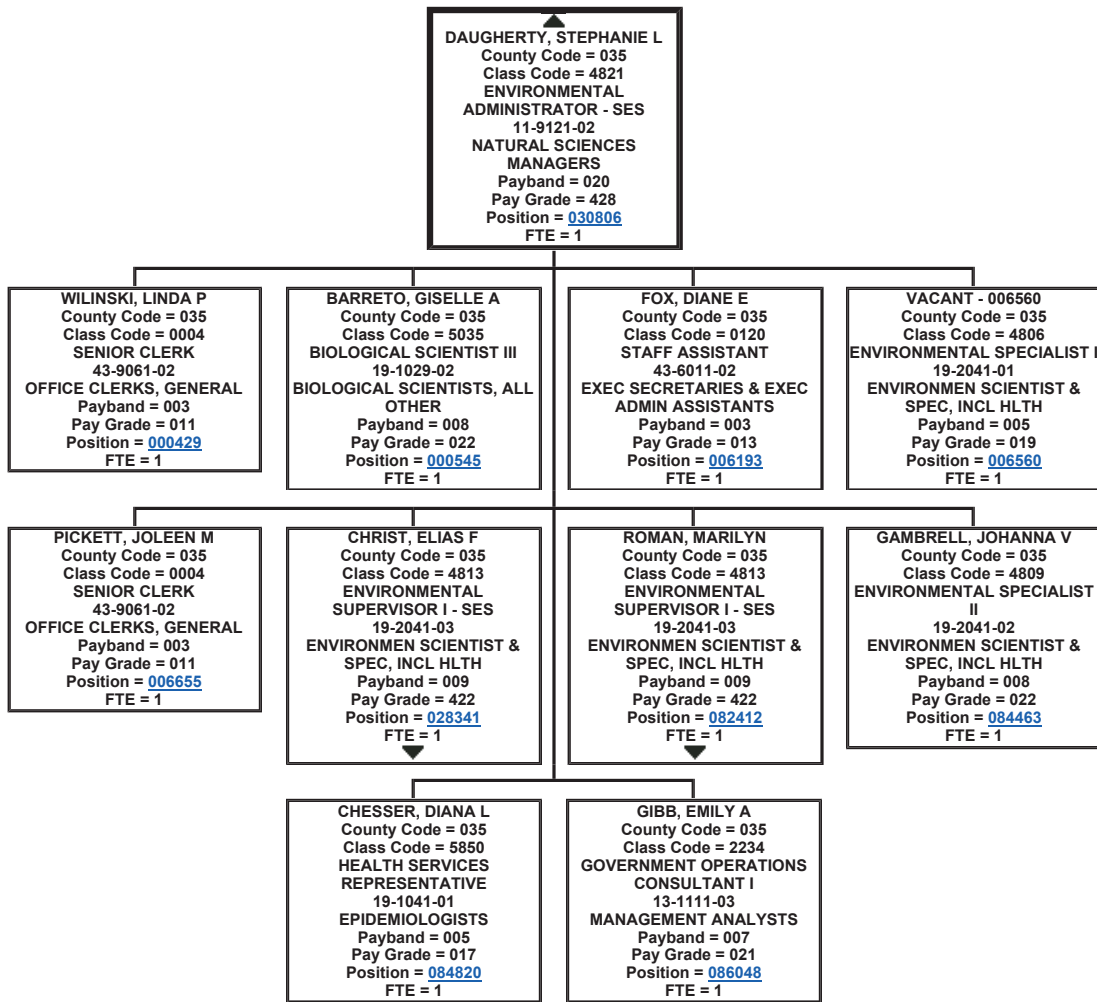 DAUGHERTY, STEPHANIE L
County Code = 035
Class Code = 4821
ENVIRONMENTAL
ADMINISTRATOR - SES
11-9121-02
NATURAL SCIENCES
MANAGERS
Payband = 020
Pay Grade = 428
Position = 030806
FTE = 1
WILINSKI, LINDA P
County Code = 035
Class Code = 0004
SENIOR CLERK
43-9061-02
OFFICE CLERKS, GENERAL
Payband = 003
Pay Grade = 011
Position = 000429
FTE = 1
BARRETO, GISELLE A
County Code = 035
Class Code = 5035
BIOLOGICAL SCIENTIST III
19-1029-02
BIOLOGICAL SCIENTISTS, ALL
OTHER
Payband = 008
Pay Grade = 022
Position = 000545
FTE = 1
FOX, DIANE E
County Code = 035
Class Code = 0120
STAFF ASSISTANT
43-6011-02
EXEC SECRETARIES & EXEC
ADMIN ASSISTANTS
Payband = 003
Pay Grade = 013
Position = 006193
FTE = 1
VACANT - 006560
County Code = 035
Class Code = 4806
ENVIRONMENTAL SPECIALIST I
19-2041-01
ENVIRONMEN SCIENTIST &
SPEC, INCL HLTH
Payband = 005
Pay Grade = 019
Position = 006560
FTE = 1
PICKETT, JOLEEN M
County Code = 035
Class Code = 0004
SENIOR CLERK
43-9061-02
OFFICE CLERKS, GENERAL
Payband = 003
Pay Grade = 011
Position = 006655
FTE = 1
CHRIST, ELIAS F
County Code = 035
Class Code = 4813
ENVIRONMENTAL
SUPERVISOR I - SES
19-2041-03
ENVIRONMEN SCIENTIST &
SPEC, INCL HLTH
Payband = 009
Pay Grade = 422
Position = 028341
FTE = 1
ROMAN, MARILYN
County Code = 035
Class Code = 4813
ENVIRONMENTAL
SUPERVISOR I - SES
19-2041-03
ENVIRONMEN SCIENTIST &
SPEC, INCL HLTH
Payband = 009
Pay Grade = 422
Position = 082412
FTE = 1
GAMBRELL, JOHANNA V
County Code = 035
Class Code = 4809
ENVIRONMENTAL SPECIALIST
II
19-2041-02
ENVIRONMEN SCIENTIST &
SPEC, INCL HLTH
Payband = 008
Pay Grade = 022
Position = 084463
FTE = 1
CHESSER, DIANA L
County Code = 035
Class Code = 5850
HEALTH SERVICES
REPRESENTATIVE
19-1041-01
EPIDEMIOLOGISTS
Payband = 005
Pay Grade = 017
Position = 084820
FTE = 1
GIBB, EMILY A
County Code = 035
Class Code = 2234
GOVERNMENT OPERATIONS
CONSULTANT I
13-1111-03
MANAGEMENT ANALYSTS
Payband = 007
Pay Grade = 021
Position = 086048
FTE = 1